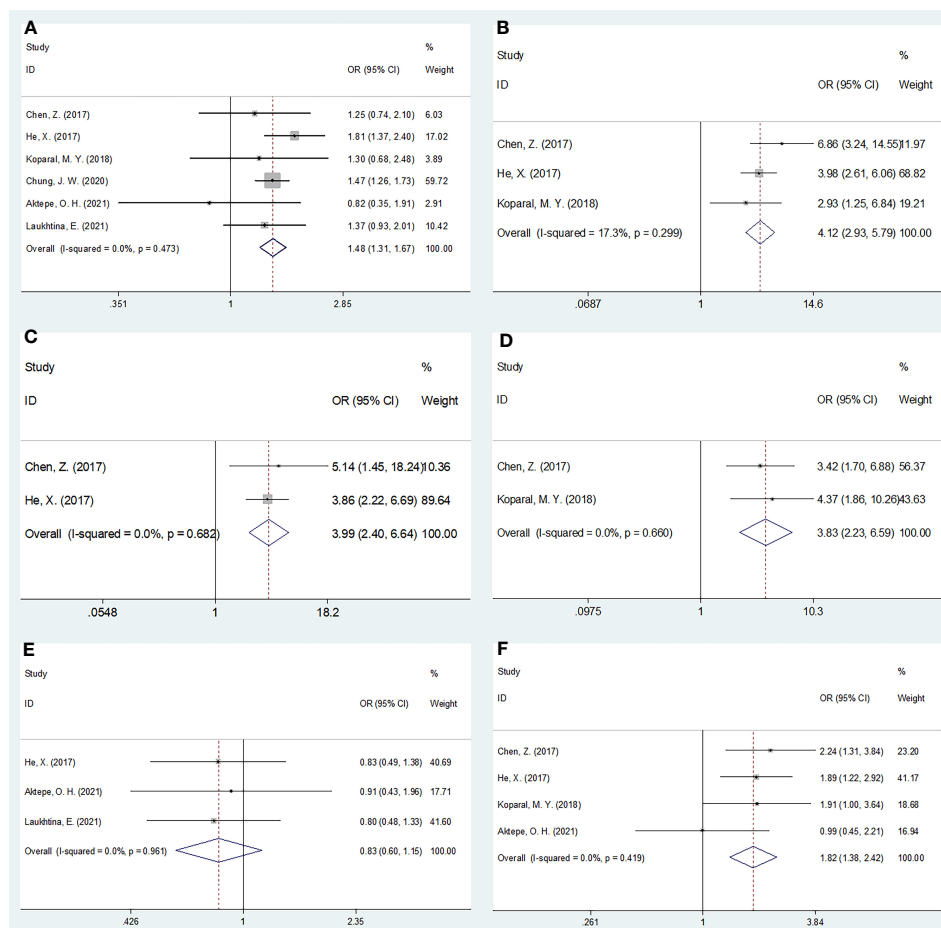 A
Study
%
ID OR (95% CI) Weight
Chen, Z. (2017) 1.25 (0.74, 2.10) 6.03
He, X. (2017) 1.81 (1.37, 2.40) 17.02
Koparal, M. Y. (2018) 1.30 (0.68, 2.48) 3.89
Chung, J. W. (2020) 1.47 (1.26, 1.73) 59.72
Aktepe, O. H. (2021) 0.82 (0.35, 1.91) 2.91
Laukhtina, E. (2021) 1.37 (0.93, 2.01) 10.42
Overall (I-squared = 0.0%, p = 0.473) 1.48 (1.31, 1.67) 100.00
.351 1 2.85
B
Study %
ID OR (95% CI) Weight
Chen, Z. (2017) 6.86 (3.24, 14.55)11.97
He, X. (2017) 3.98 (2.61, 6.06) 68.82
Koparal, M. Y. (2018) 2.93 (1.25, 6.84) 19.21
Overall (I-squared = 17.3%, p = 0.299) 4.12 (2.93, 5.79) 100.00
.0687 1 14.6
C
Study %
ID OR (95% CI) Weight
Chen, Z. (2017) 5.14 (1.45, 18.24)10.36
He, X. (2017) 3.86 (2.22, 6.69) 89.64
Overall (I-squared = 0.0%, p = 0.682) 3.99 (2.40, 6.64) 100.00
.0548 1 18.2
D
Study %
ID OR (95% CI) Weight
Chen, Z. (2017) 3.42 (1.70, 6.88) 56.37
Koparal, M. Y. (2018) 4.37 (1.86, 10.26)43.63
Overall (I-squared = 0.0%, p = 0.660) 3.83 (2.23, 6.59) 100.00
.0975 1 10.3
E
Study %
ID OR (95% CI) Weight
He, X. (2017) 0.83 (0.49, 1.38) 40.69
Aktepe, O. H. (2021) 0.91 (0.43, 1.96) 17.71
Laukhtina, E. (2021) 0.80 (0.48, 1.33) 41.60
Overall (I-squared = 0.0%, p = 0.961) 0.83 (0.60, 1.15) 100.00
.426 1 2.35
F
Study %
ID OR (95% CI) Weight
Chen, Z. (2017) 2.24 (1.31, 3.84) 23.20
He, X. (2017) 1.89 (1.22, 2.92) 41.17
Koparal, M. Y. (2018) 1.91 (1.00, 3.64) 18.68
Aktepe, O. H. (2021) 0.99 (0.45, 2.21) 16.94
Overall (I-squared = 0.0%, p = 0.419) 1.82 (1.38, 2.42) 100.00
.261 1 3.84